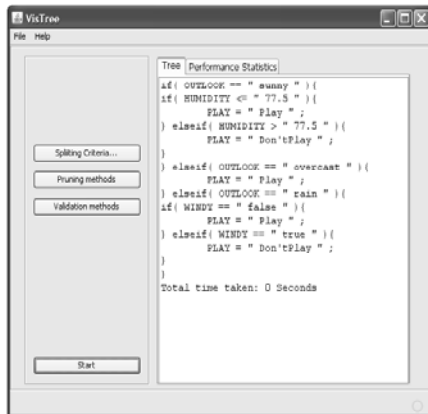 VisTree
File Help
Tree Performance Statistics
if( OUTLOOK == " sunny " ){
if( HUMIDITY <= " 77.5 " ){
PLAY = " Play " ;
} elseif( HUMIDITY > " 77.5 " ){
PLAY = " Don'tPlay " ;
}
} elseif( OUTLOOK == " overcast " ){
PLAY = " Play " ;
} elseif( OUTLOOK == " rain " ){
if( WINDY == " false " ){
PLAY = " Play " ;
} elseif( WINDY == " true " ){
PLAY = " Don'tPlay " ;
}
}
Total time taken: 0 Seconds
Spliting Criteria...
Pruning methods
Validation methods
Start